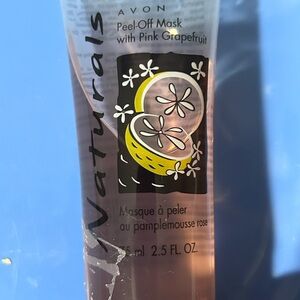 AVON
Peel-Off Mask
with Pink Grapefruit
Naturals
Masque à peler
au pamplemousse rose
75 ml 2.5 FL. OZ.